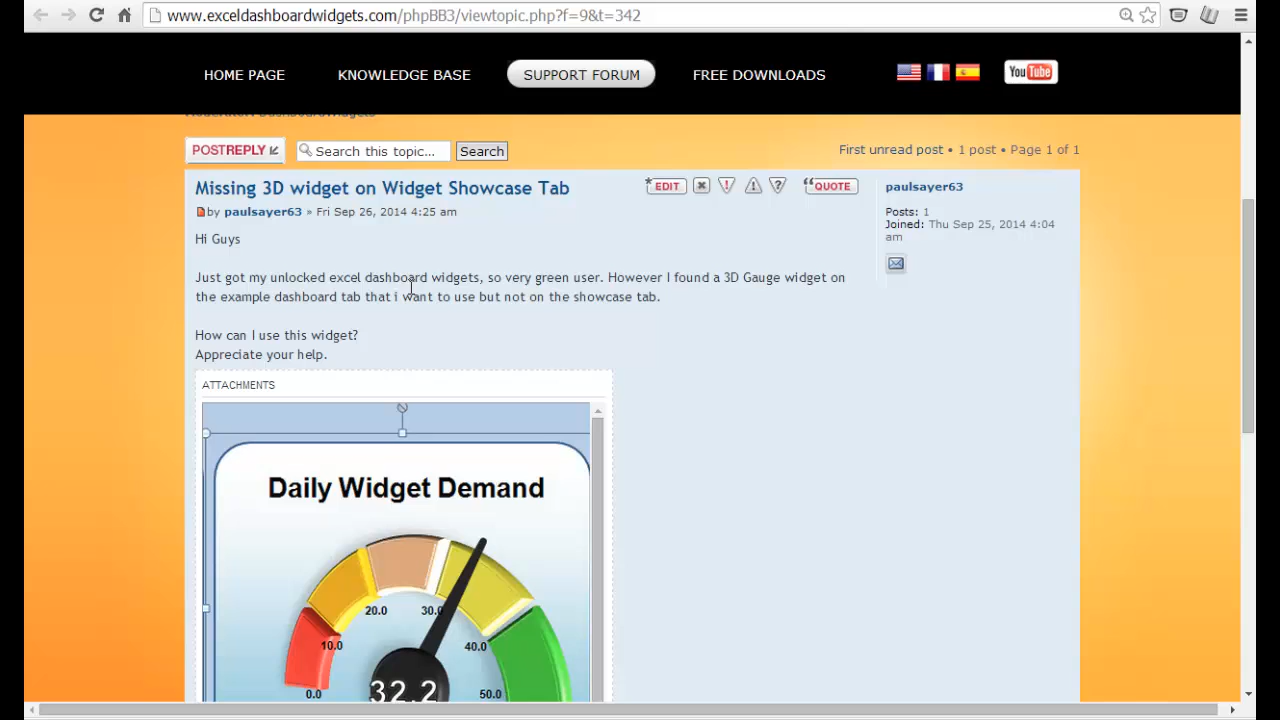 www.exceldashboardwidgets.com/phpBB3/viewtopic.php?f=9&t=342
HOME PAGE KNOWLEDGE BASE SUPPORT FORUM FREE DOWNLOADS YouTube
POSTREPLY Search this topic... Search First unread post • 1 post • Page 1 of 1
Missing 3D widget on Widget Showcase Tab EDIT QUOTE paulsayer63
by paulsayer63 » Fri Sep 26, 2014 4:25 am Posts: 1
Joined: Thu Sep 25, 2014 4:04
am
Hi Guys
Just got my unlocked excel dashboard widgets, so very green user. However I found a 3D Gauge widget on
the example dashboard tab that i want to use but not on the showcase tab.
How can I use this widget?
Appreciate your help.
ATTACHMENTS
Daily Widget Demand
20.0 30.0
10.0 40.0
0.0 32.2 50.0